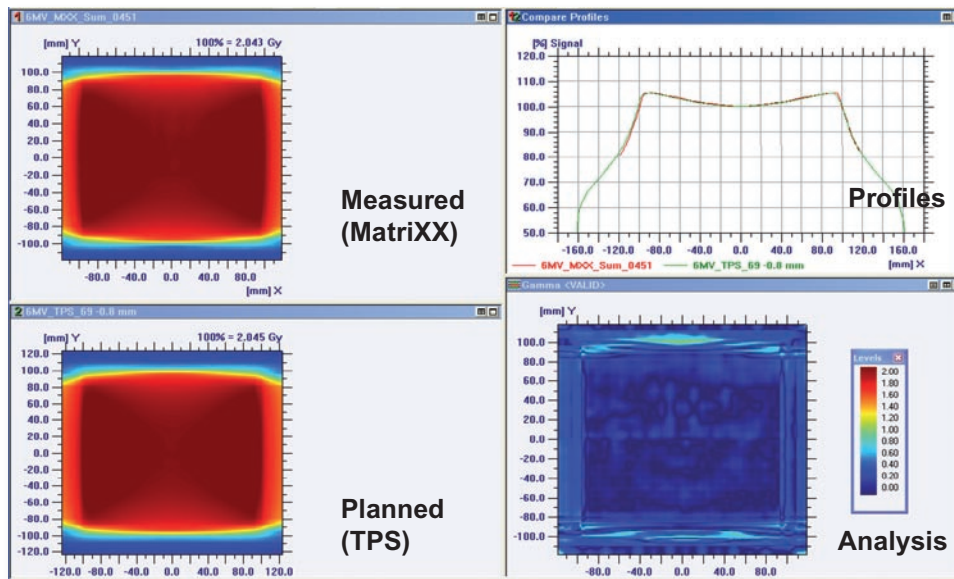 1 6MV_MXX_Sum_0451
[mm] Y
100% = 2.043 Gy
100.0
80.0
60.0
40.0
20.0
0.0
-20.0
-40.0
-60.0
-80.0
-100.0
-80.0 -40.0 0.0 40.0 80.0
[mm] X
Measured
(MatriXX)
Compare Profiles
[%] Signal
120.0
110.0
100.0
90.0
80.0
70.0
60.0
50.0
-160.0 -120.0 -80.0 -40.0 0.0 40.0 80.0 120.0 160.0
6MV_MXX_Sum_0451 6MV_TPS_69 -0.8 mm [mm] X
Profiles
2 6MV_TPS_69 -0.8 mm
[mm] Y
100% = 2.045 Gy
120.0
100.0
80.0
60.0
40.0
20.0
0.0
-20.0
-40.0
-60.0
-80.0
-100.0
-120.0
-120.0 -80.0 -40.0 0.0 40.0 80.0 120.0
Planned
(TPS)
Gamma <VALID>
[mm] Y
100.0
80.0
60.0
40.0
20.0
0.0
-20.0
-40.0
-60.0
-80.0
-100.0
-80.0 -40.0 0.0 40.0 80.0
Levels
2.00
1.80
1.60
1.40
1.20
1.00
0.80
0.60
0.40
0.20
0.00
Analysis